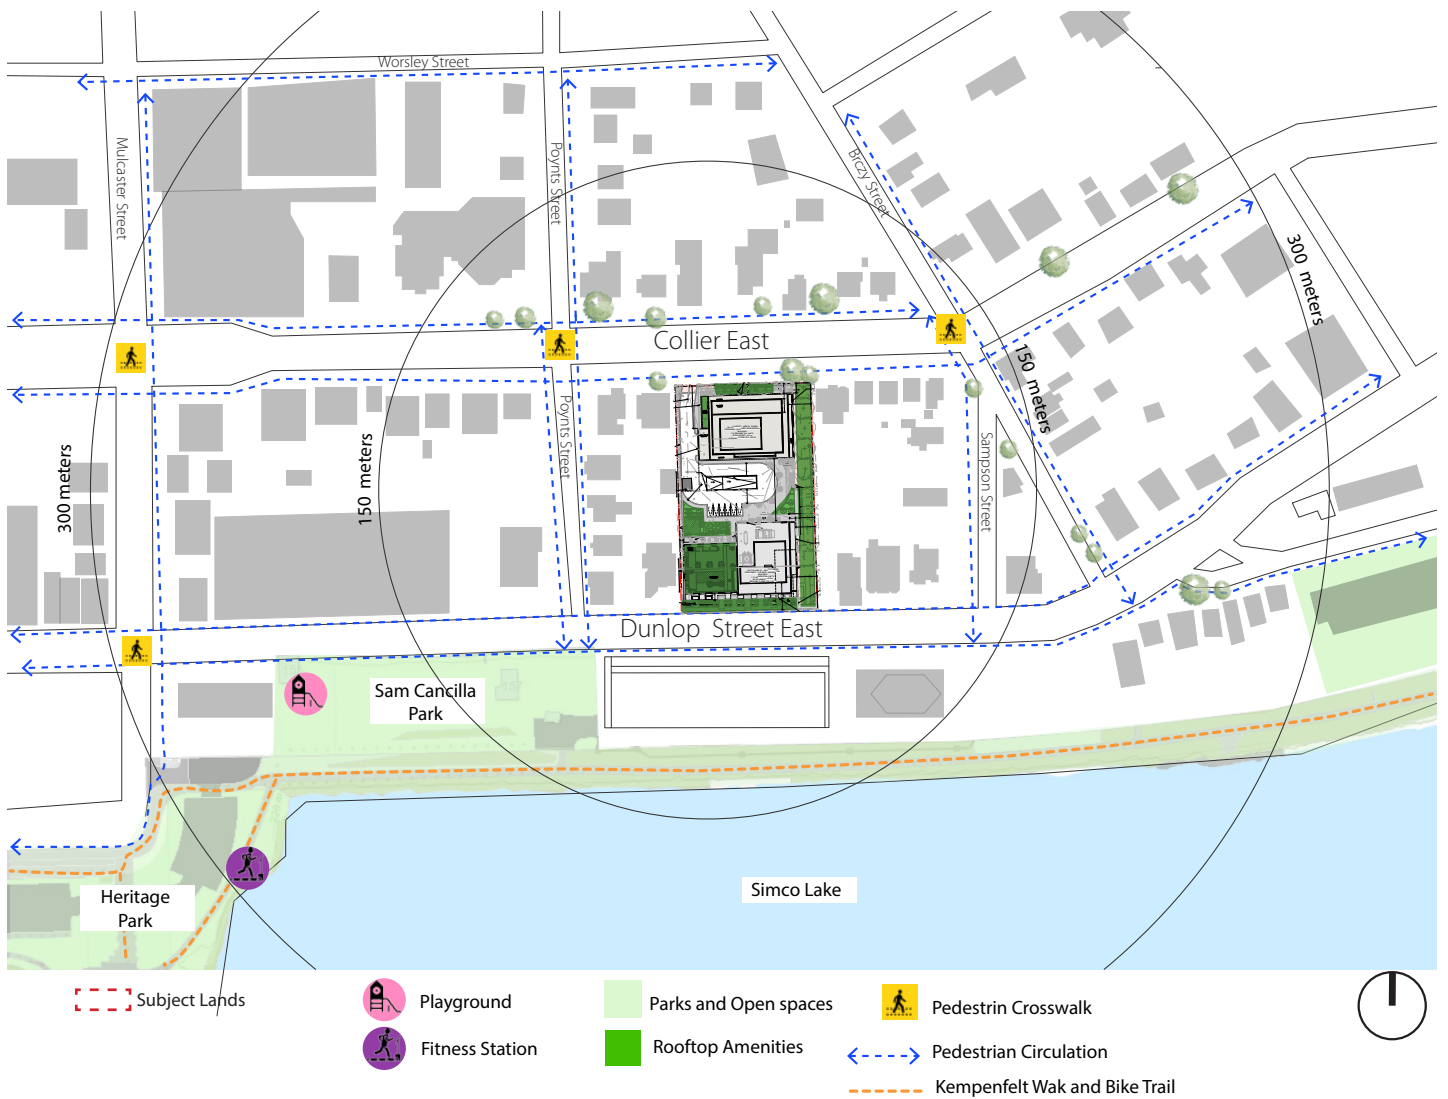 Worsley Street
Mulcaster Street
Poynts Street
Brczy Street
300 meters
Collier East
150 meters
300 meters
150 meters
Poynts Street
Sampson Street
Dunlop Street East
Sam Cancilla
Park
157
Heritage
Park
Simco Lake
Subject Lands
Playground
Parks and Open spaces
Pedestrin Crosswalk
Fitness Station
Rooftop Amenities
Pedestrian Circulation
Kempenfelt Wak and Bike Trail